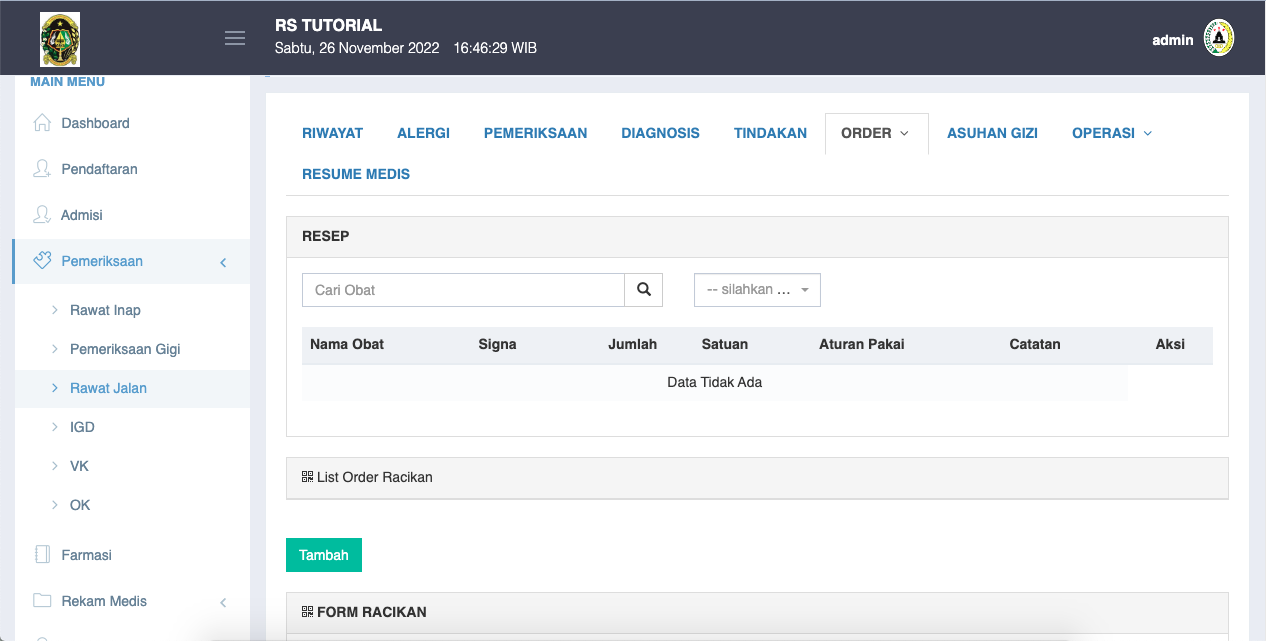 RS TUTORIAL
Sabtu, 26 November 2022 16:46:29 WIB
admin
MAIN MENU
Dashboard
Pendaftaran
Admisi
Pemeriksaan
Rawat Inap
Pemeriksaan Gigi
Rawat Jalan
IGD
VK
OK
Farmasi
Rekam Medis
RIWAYAT ALERGI PEMERIKSAAN DIAGNOSIS TINDAKAN ORDER ASUHAN GIZI OPERASI
RESUME MEDIS
RESEP
Cari Obat -- silahkan ...
Nama Obat Signa Jumlah Satuan Aturan Pakai Catatan Aksi
Data Tidak Ada
List Order Racikan
Tambah
FORM RACIKAN